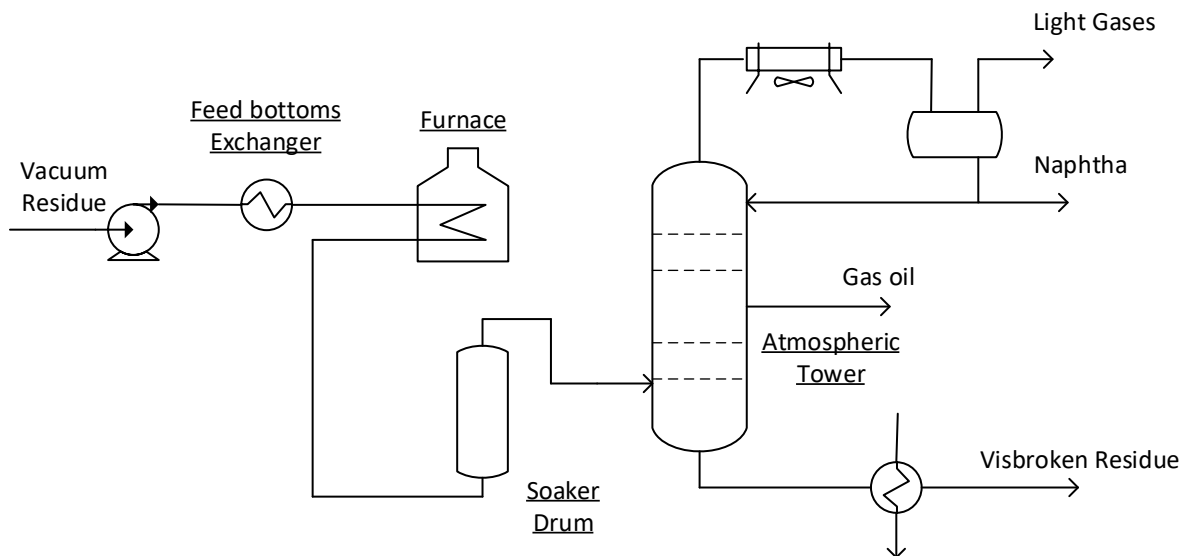 Light Gases
Feed bottoms
Exchanger
Furnace
Vacuum
Residue
Naphtha
Gas oil
Atmospheric
Tower
Visbroken Residue
Soaker
Drum